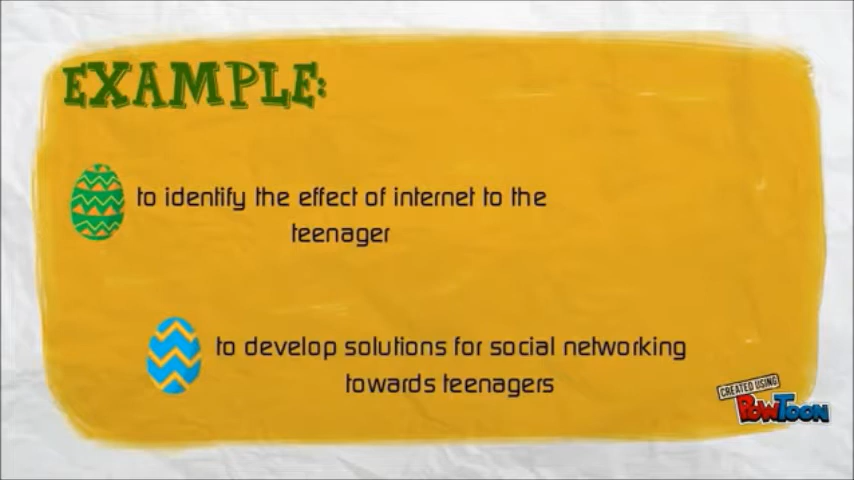 EXAMPLE:
to identify the effect of internet to the
teenager
to develop solutions for social networking
towards teenagers
CREATED USING
POWTOON